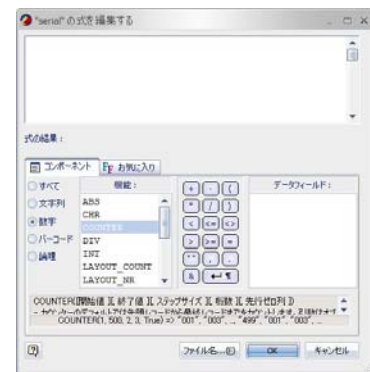 "serial" の式を編集する
式の結果：
コンポーネント
Ff お気に入り
すべて
文字列
数字
バーコード
論理
機能：
ABS
CHR
COUNTER
DIV
INT
LAYOUT_COUNT
LAYOUT_NR
+ - (
* / )
< <= <>
> >= =
&
データフィールド：
COUNTER([開始値 ][ 終了値 ][ ステップサイズ ][ 桁数 ][ 先行ゼロ列 ])
COUNTER(1, 500, 2, 3, True) => "001", "003", ... "499", "001", "003", ...
ファイル名...(E)
OK
キャンセル